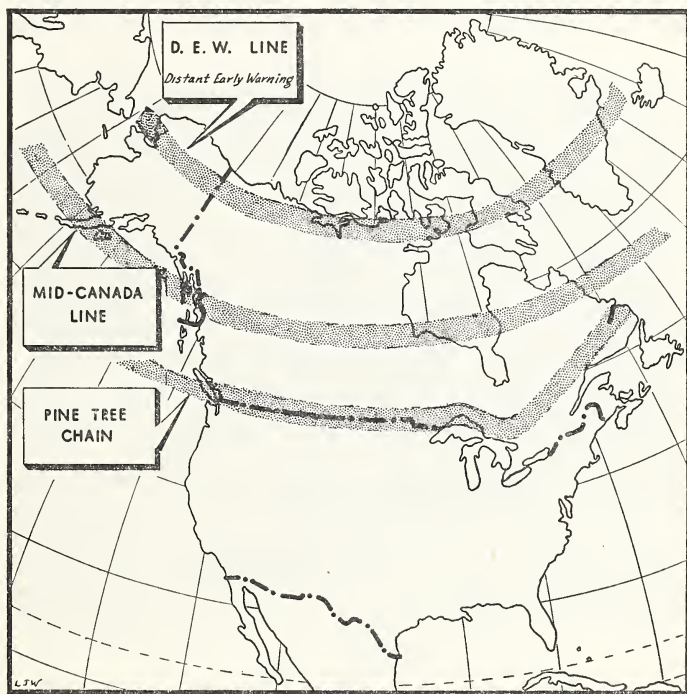 D. E. W. LINE
Distant Early Warning
MID-CANADA
LINE
PINE TREE
CHAIN
LJW